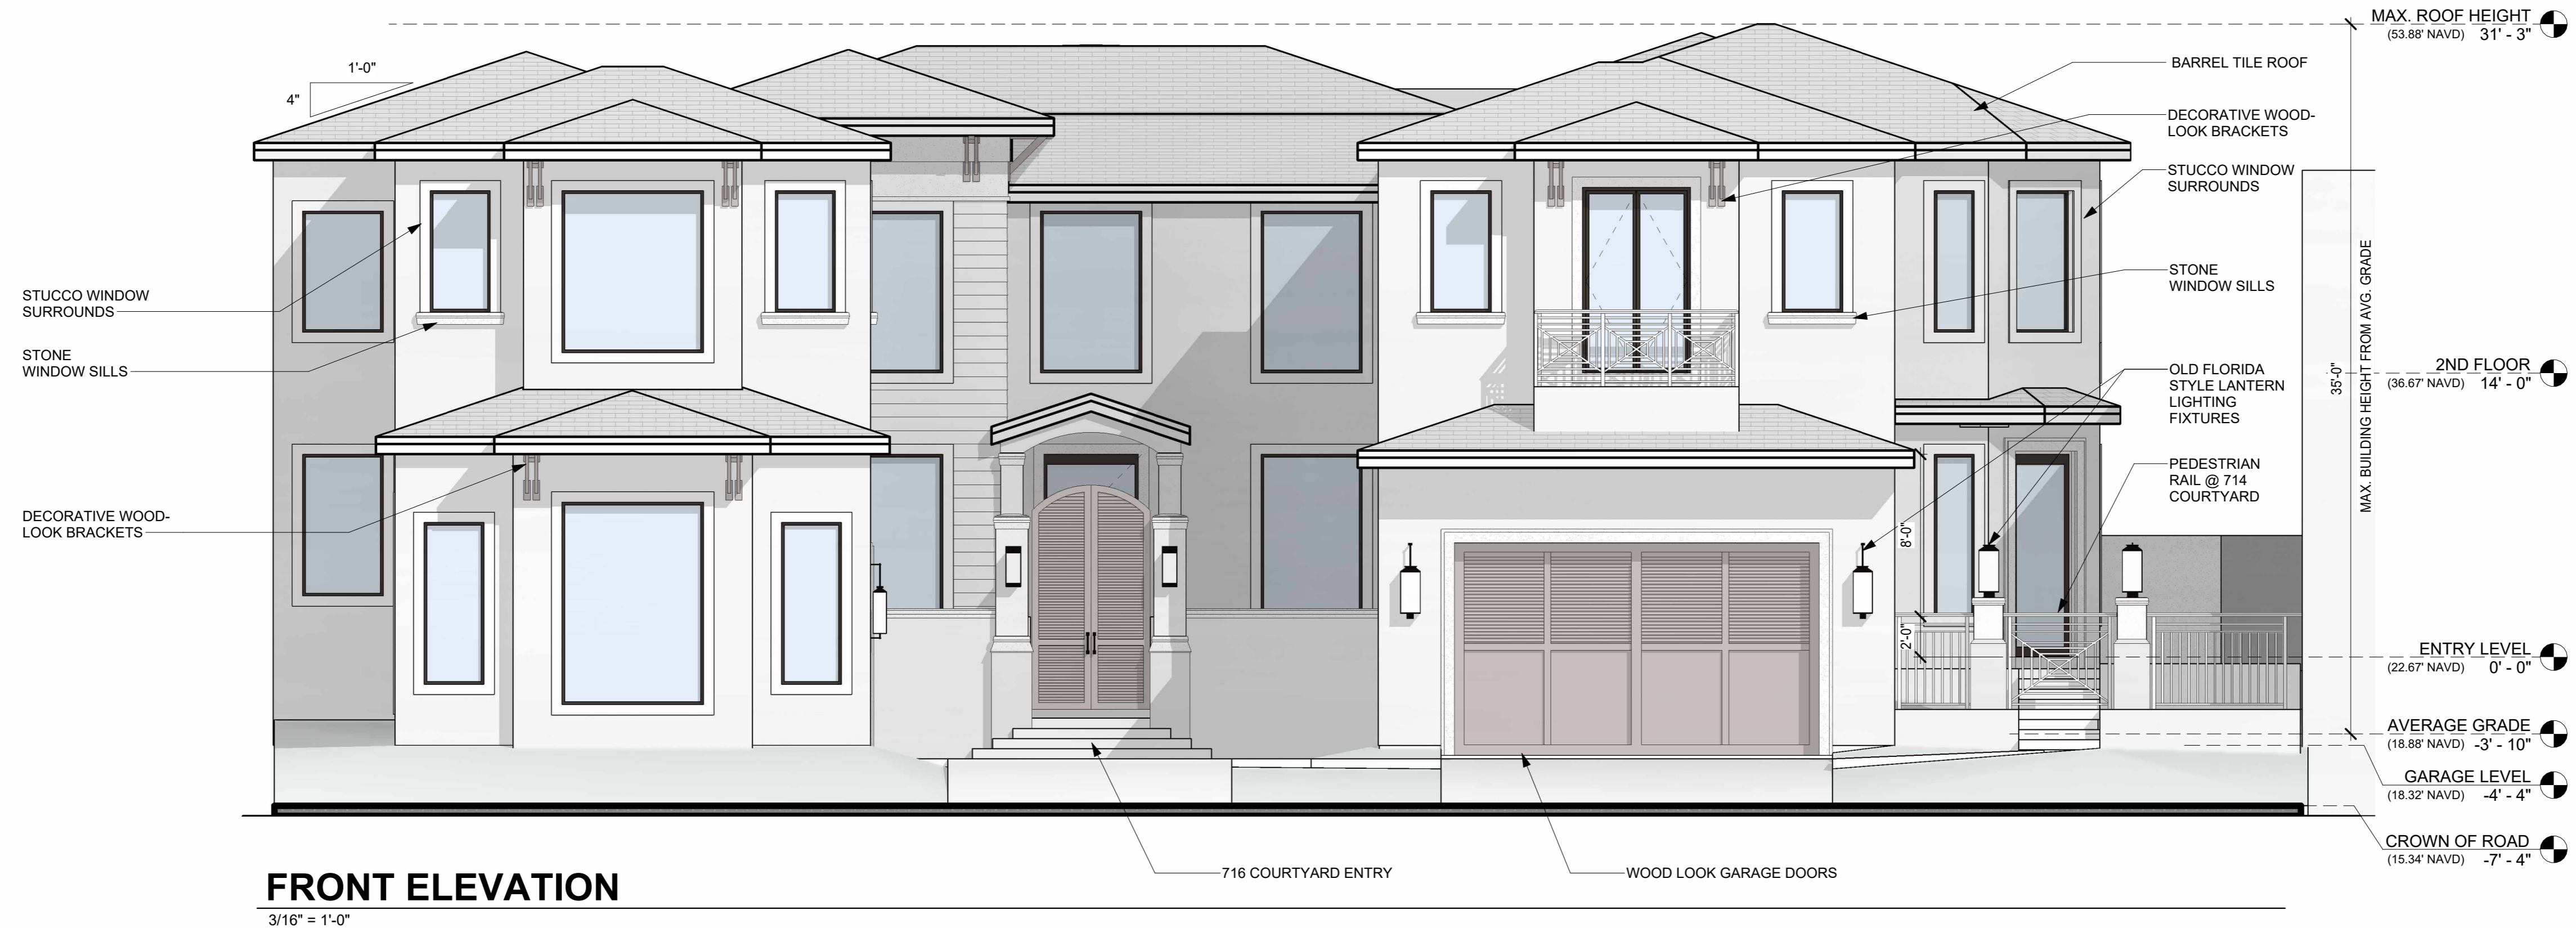 MAX. ROOF HEIGHT
(53.88' NAVD) 31' - 3"
1'-0"
4"
BARREL TILE ROOF
DECORATIVE WOOD-
LOOK BRACKETS
STUCCO WINDOW
SURROUNDS
STONE
WINDOW SILLS
STUCCO WINDOW
SURROUNDS
STONE
WINDOW SILLS
DECORATIVE WOOD-
LOOK BRACKETS
35'-0"
MAX. BUILDING HEIGHT FROM AVG. GRADE
2ND FLOOR
(36.67' NAVD) 14' - 0"
OLD FLORIDA
STYLE LANTERN
LIGHTING
FIXTURES
PEDESTRIAN
RAIL @ 714
COURTYARD
8'-0"
2'-0"
ENTRY LEVEL
(22.67' NAVD) 0' - 0"
AVERAGE GRADE
(18.88' NAVD) -3' - 10"
GARAGE LEVEL
(18.32' NAVD) -4' - 4"
CROWN OF ROAD
(15.34' NAVD) -7' - 4"
716 COURTYARD ENTRY
WOOD LOOK GARAGE DOORS
FRONT ELEVATION
3/16" = 1'-0"